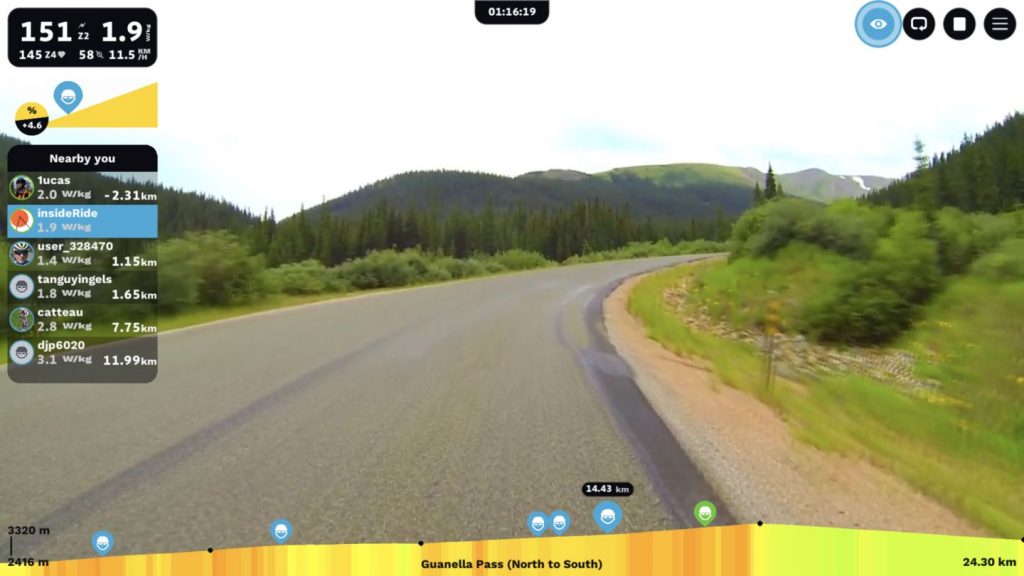 151 Z2 1.9 W/kg
145 Z4 58 11.5 KM/H
01:16:19
%
+4.6
Nearby you
1ucas
2.0 W/kg -2.31km
insideRide
1.9 W/kg
user_328470
1.4 W/kg 1.15km
tanguyingels
1.8 W/kg 1.65km
catteau
2.8 W/kg 7.75km
djp6020
3.1 W/kg 11.99km
14.43 km
3320 m
2416 m
Guanella Pass (North to South)
24.30 km